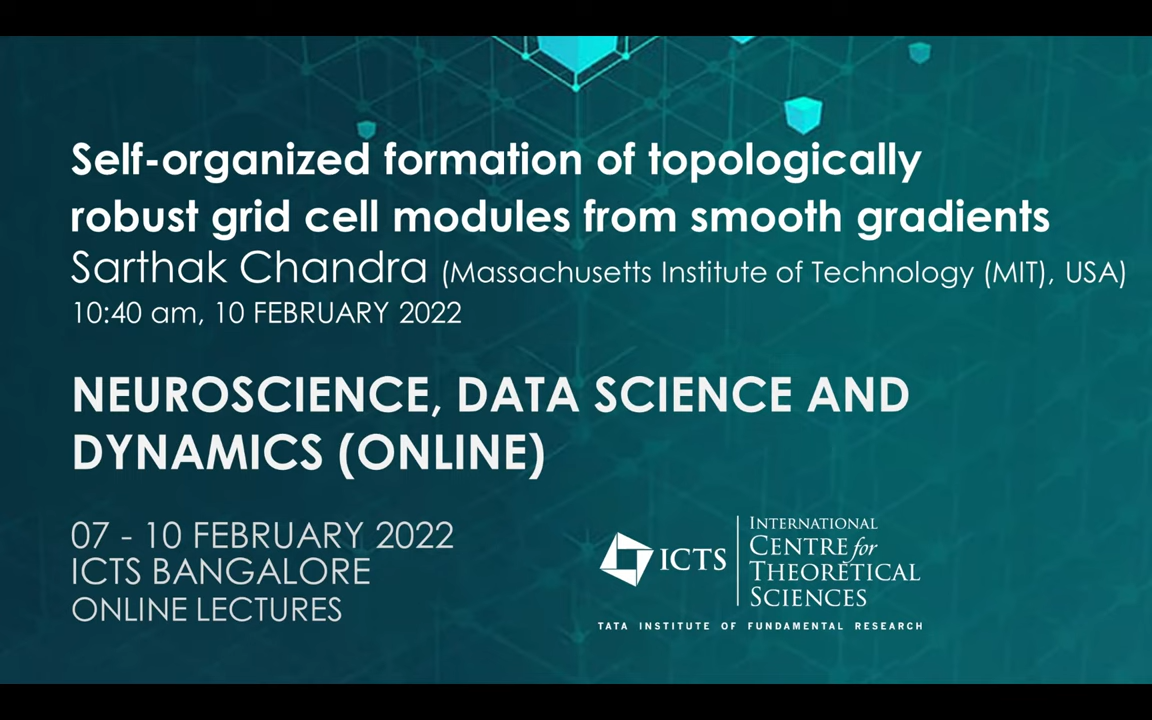 Self-organized formation of topologically
robust grid cell modules from smooth gradients
Sarthak Chandra (Massachusetts Institute of Technology (MIT), USA)
10:40 am, 10 FEBRUARY 2022
NEUROSCIENCE, DATA SCIENCE AND
DYNAMICS (ONLINE)
07 - 10 FEBRUARY 2022
ICTS BANGALORE
ONLINE LECTURES
ICTS
INTERNATIONAL
CENTRE for
THEORETICAL
SCIENCES
TATA INSTITUTE OF FUNDAMENTAL RESEARCH